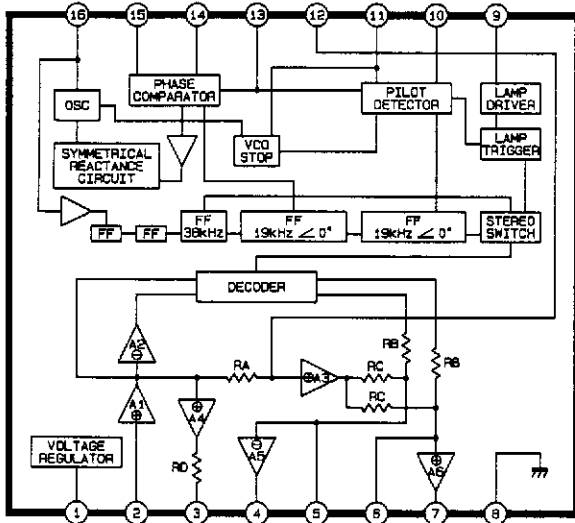 16 15 14 13 12 11 10 9
PHASE
COMPARATOR
OSC
PILOT
DETECTOR
LAMP
DRIVER
VCO
STOP
LAMP
TRIGGER
SYMMETRICAL
REACTANCE
CIRCUIT
FF
FF
FF
38kHz
FF
19kHz ∠0°
FF
19kHz ∠0°
STEREO
SWITCH
DECODER
A2
⊖
RA
⊕A3
RB
RC
RB
RC
A1
⊕
⊕
A4
RD
⊖
A5
⊕
A6
VOLTAGE
REGULATOR
1 2 3 4 5 6 7 8